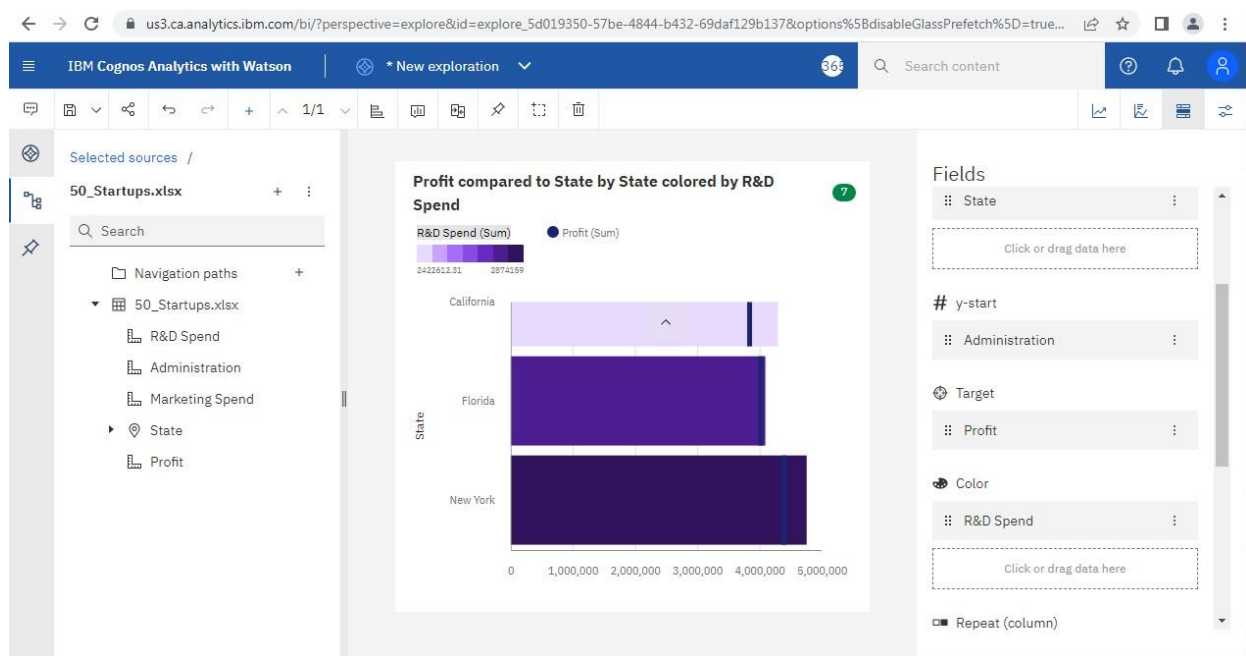 us3.ca.analytics.ibm.com/bi/?perspective=explore&id=explore_5d019350-57be-4844-b432-69daf129b137&options%5BdisableGlassPrefetch%5D=true...
IBM Cognos Analytics with Watson
* New exploration
Search content
1/1
Selected sources /
50_Startups.xlsx
Search
Navigation paths
50_Startups.xlsx
R&D Spend
Administration
Marketing Spend
State
Profit
Profit compared to State by State colored by R&D
Spend
7
R&D Spend (Sum)
Profit (Sum)
2422612.31 2874159
California
Florida
New York
State
0 1,000,000 2,000,000 3,000,000 4,000,000 5,000,000
Fields
State
Click or drag data here
# y-start
Administration
Target
Profit
Color
R&D Spend
Click or drag data here
Repeat (column)